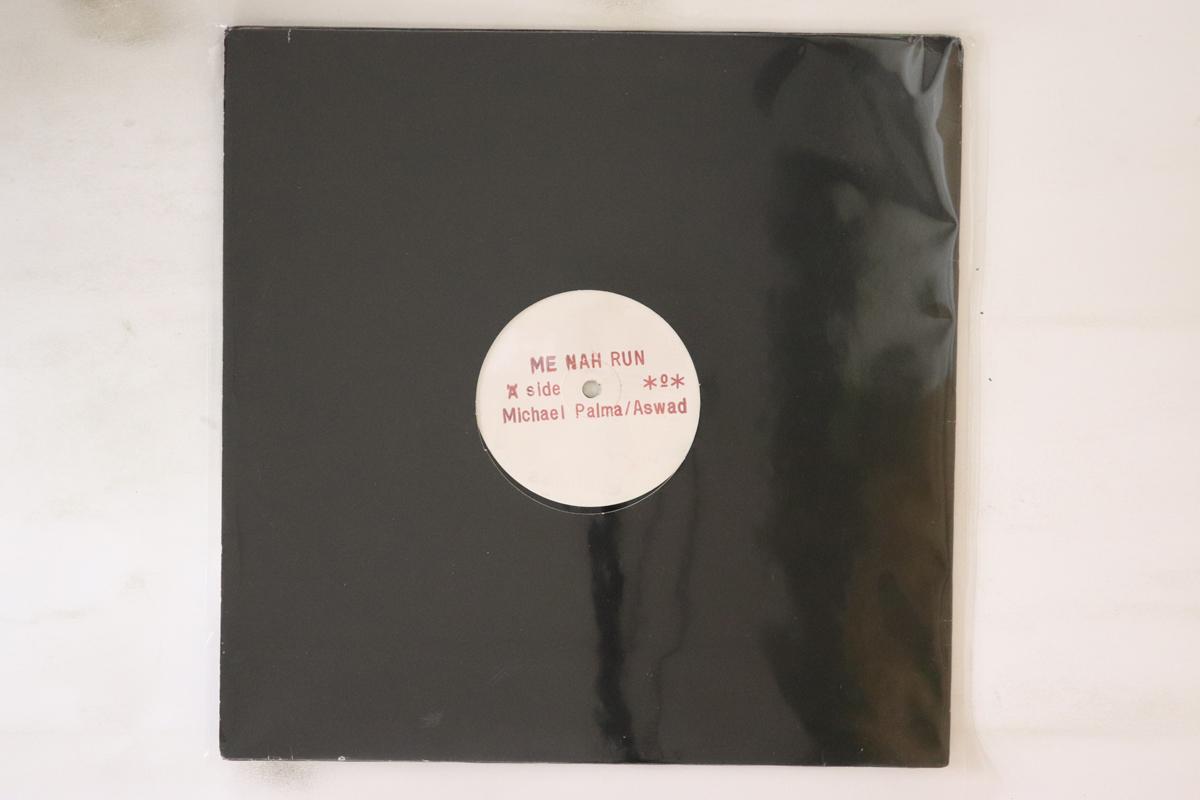 ME NAH RUN
A side *º*
Michael Palma/Aswad